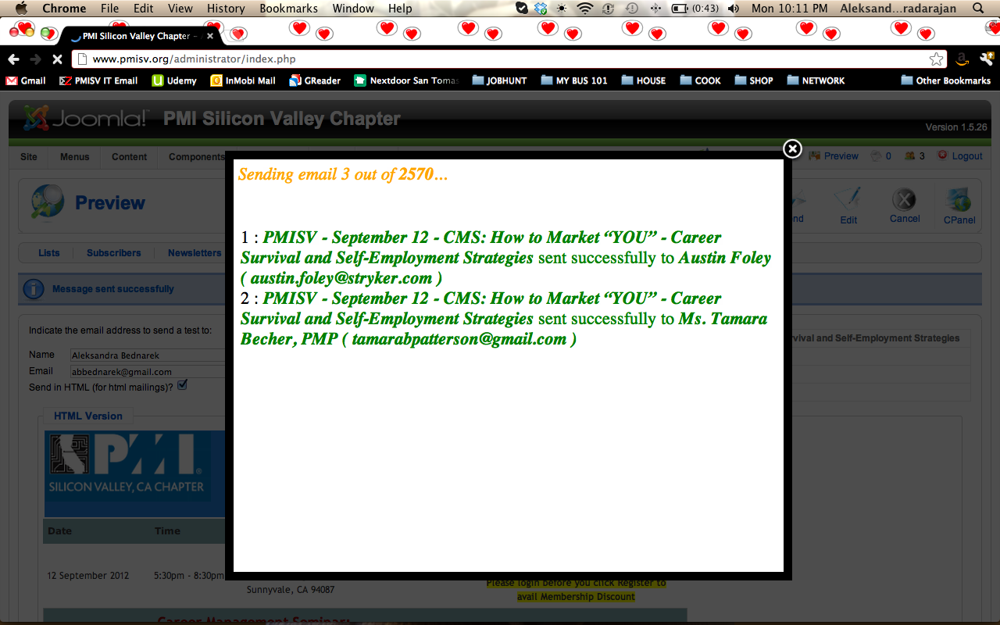 Chrome File Edit View History Bookmarks Window Help (0:43) Mon 10:11 PM Aleksand...radarajan
PMI Silicon Valley Chapter –
www.pmisv.org/administrator/index.php
Gmail PMISV IT Email Udemy InMobi Mail GReader Nextdoor San Tomas JOBHUNT MY BUS 101 HOUSE COOK SHOP NETWORK Other Bookmarks
Joomla! PMI Silicon Valley Chapter
Version 1.5.26
Site Menus Content Components Preview 0 3 Logout
Sending email 3 out of 2570...
Preview
nd Edit Cancel CPanel
1 : PMISV - September 12 - CMS: How to Market “YOU” - Career
Survival and Self-Employment Strategies sent successfully to Austin Foley
( austin.foley@stryker.com )
2 : PMISV - September 12 - CMS: How to Market “YOU” - Career
Survival and Self-Employment Strategies sent successfully to Ms. Tamara
Becher, PMP ( tamarabpatterson@gmail.com )
Lists Subscribers Newsletters
Message sent successfully
Indicate the email address to send a test to:
Name Aleksandra Bednarek
Email abbednarek@gmail.com
Send in HTML (for html mailings)?
rvival and Self-Employment Strategies
HTML Version
PMI®
SILICON VALLEY, CA CHAPTER
Date Time
12 September 2012 5:30pm - 8:30pm
Sunnyvale, CA 94087
Please login before you click Register to
avail Membership Discount
Career Management Seminar: